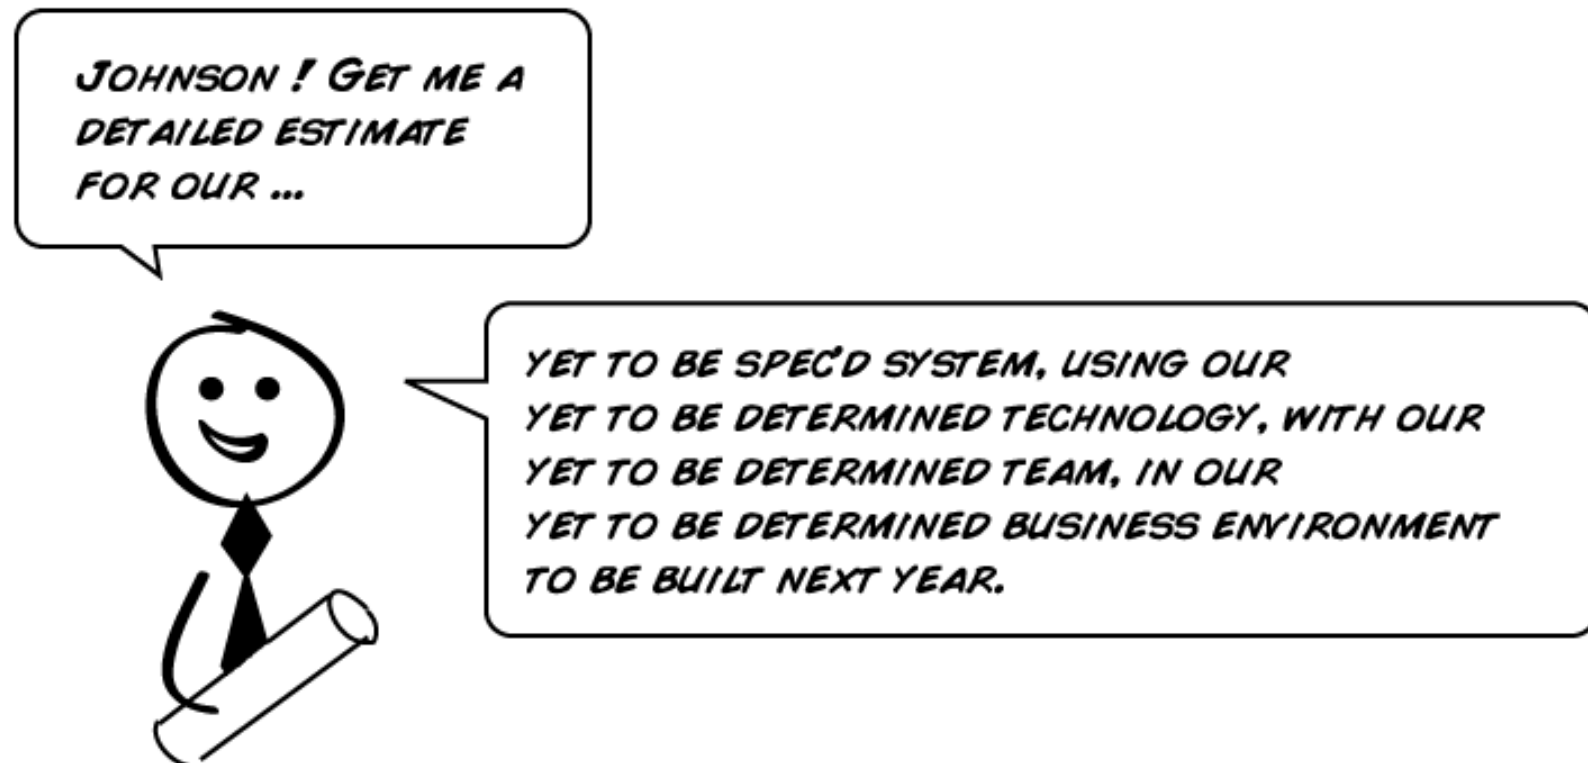 JOHNSON ! GET ME A
DETAILED ESTIMATE
FOR OUR ...
YET TO BE SPEC'D SYSTEM, USING OUR
YET TO BE DETERMINED TECHNOLOGY, WITH OUR
YET TO BE DETERMINED TEAM, IN OUR
YET TO BE DETERMINED BUSINESS ENVIRONMENT
TO BE BUILT NEXT YEAR.